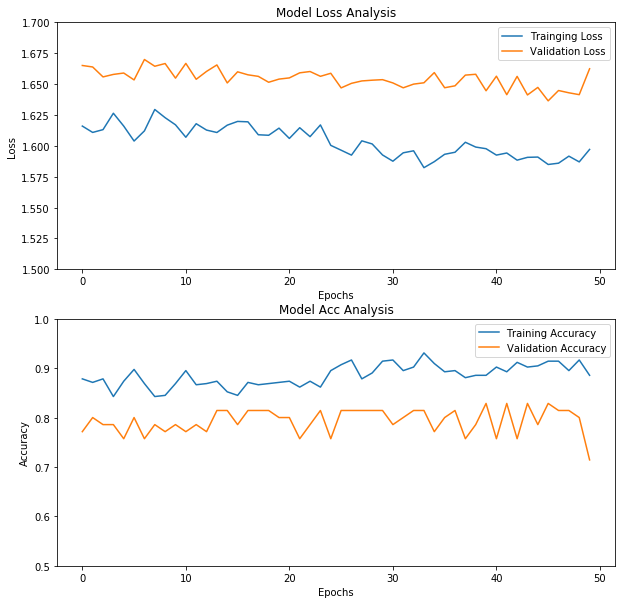 Model Loss Analysis
1.700
1.675
1.650
1.625
1.600
1.575
1.550
1.525
1.500
Loss
Trainging Loss
Validation Loss
0 10 20 30 40 50
Epochs
Model Acc Analysis
1.0
0.9
0.8
0.7
0.6
0.5
Accuracy
Training Accuracy
Validation Accuracy
0 10 20 30 40 50
Epochs